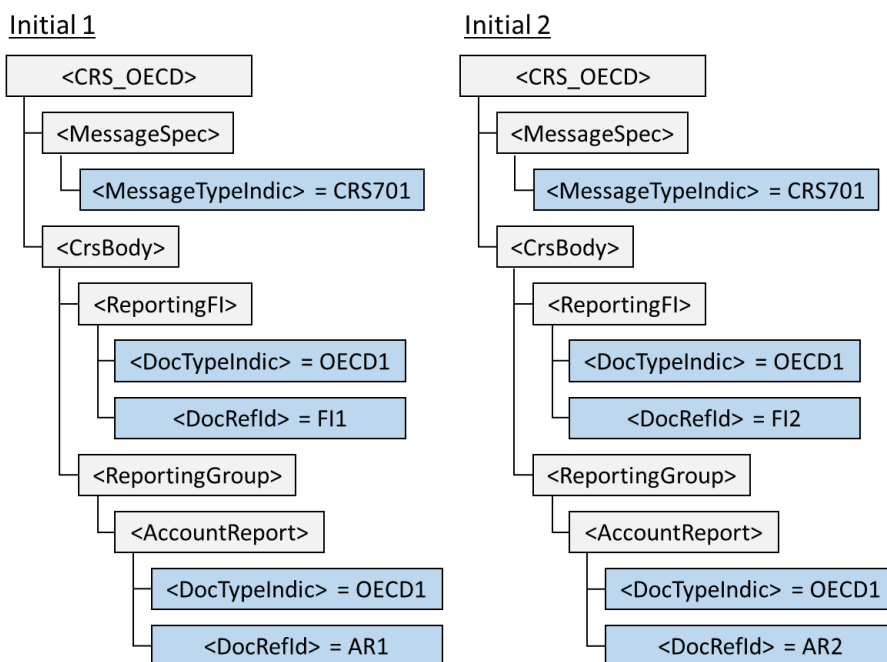 Initial 1
<CRS_OECD>
<MessageSpec>
<MessageTypeIndic> = CRS701
<CrsBody>
<ReportingFI>
<DocTypeIndic> = OECD1
<DocRefId> = FI1
<ReportingGroup>
<AccountReport>
<DocTypeIndic> = OECD1
<DocRefId> = AR1
Initial 2
<CRS_OECD>
<MessageSpec>
<MessageTypeIndic> = CRS701
<CrsBody>
<ReportingFI>
<DocTypeIndic> = OECD1
<DocRefId> = FI2
<ReportingGroup>
<AccountReport>
<DocTypeIndic> = OECD1
<DocRefId> = AR2